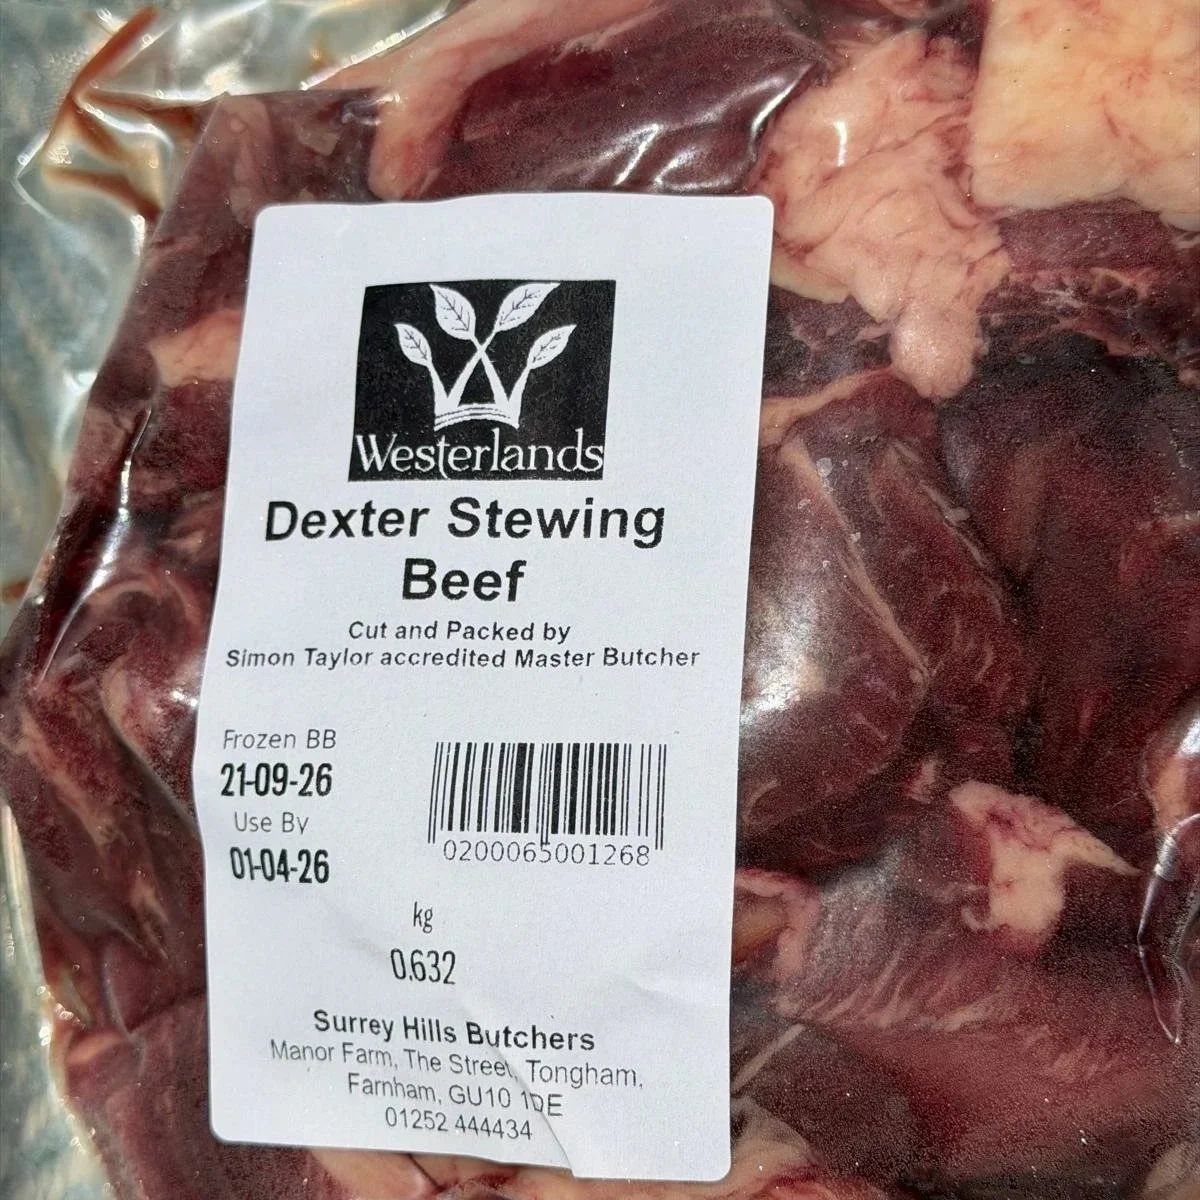 Westerlands
Dexter Stewing
Beef
Cut and Packed by
Simon Taylor accredited Master Butcher
Frozen BB
21-09-26
Use By
01-04-26
0200065001268
kg
0.632
Surrey Hills Butchers
Manor Farm, The Street, Tongham,
Farnham, GU10 1DE
01252 444434